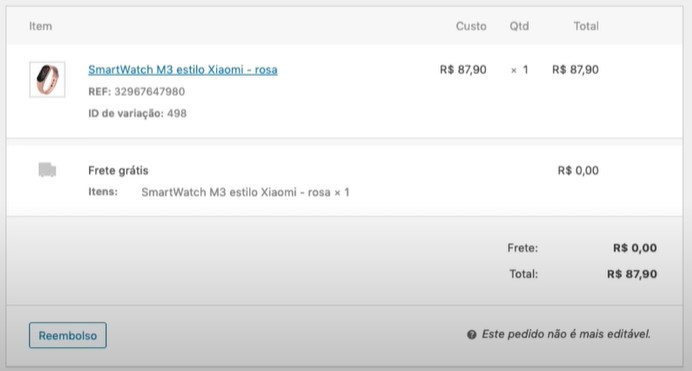 Item Custo Qtd Total
SmartWatch M3 estilo Xiaomi - rosa R$ 87,90 × 1 R$ 87,90
REF: 32967647980
ID de variação: 498
Frete grátis R$ 0,00
Itens: SmartWatch M3 estilo Xiaomi - rosa × 1
Frete: R$ 0,00
Total: R$ 87,90
Reembolso Este pedido não é mais editável.